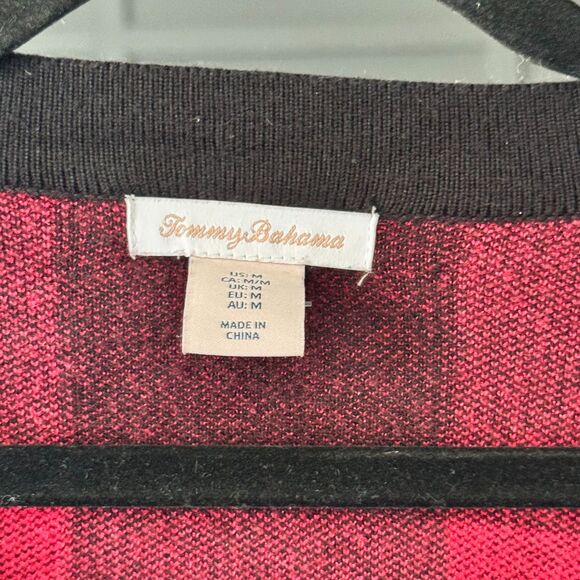 Tommy Bahama
US: M
CA: M/M
UK: M
EU: M
AU: M
MADE IN
CHINA